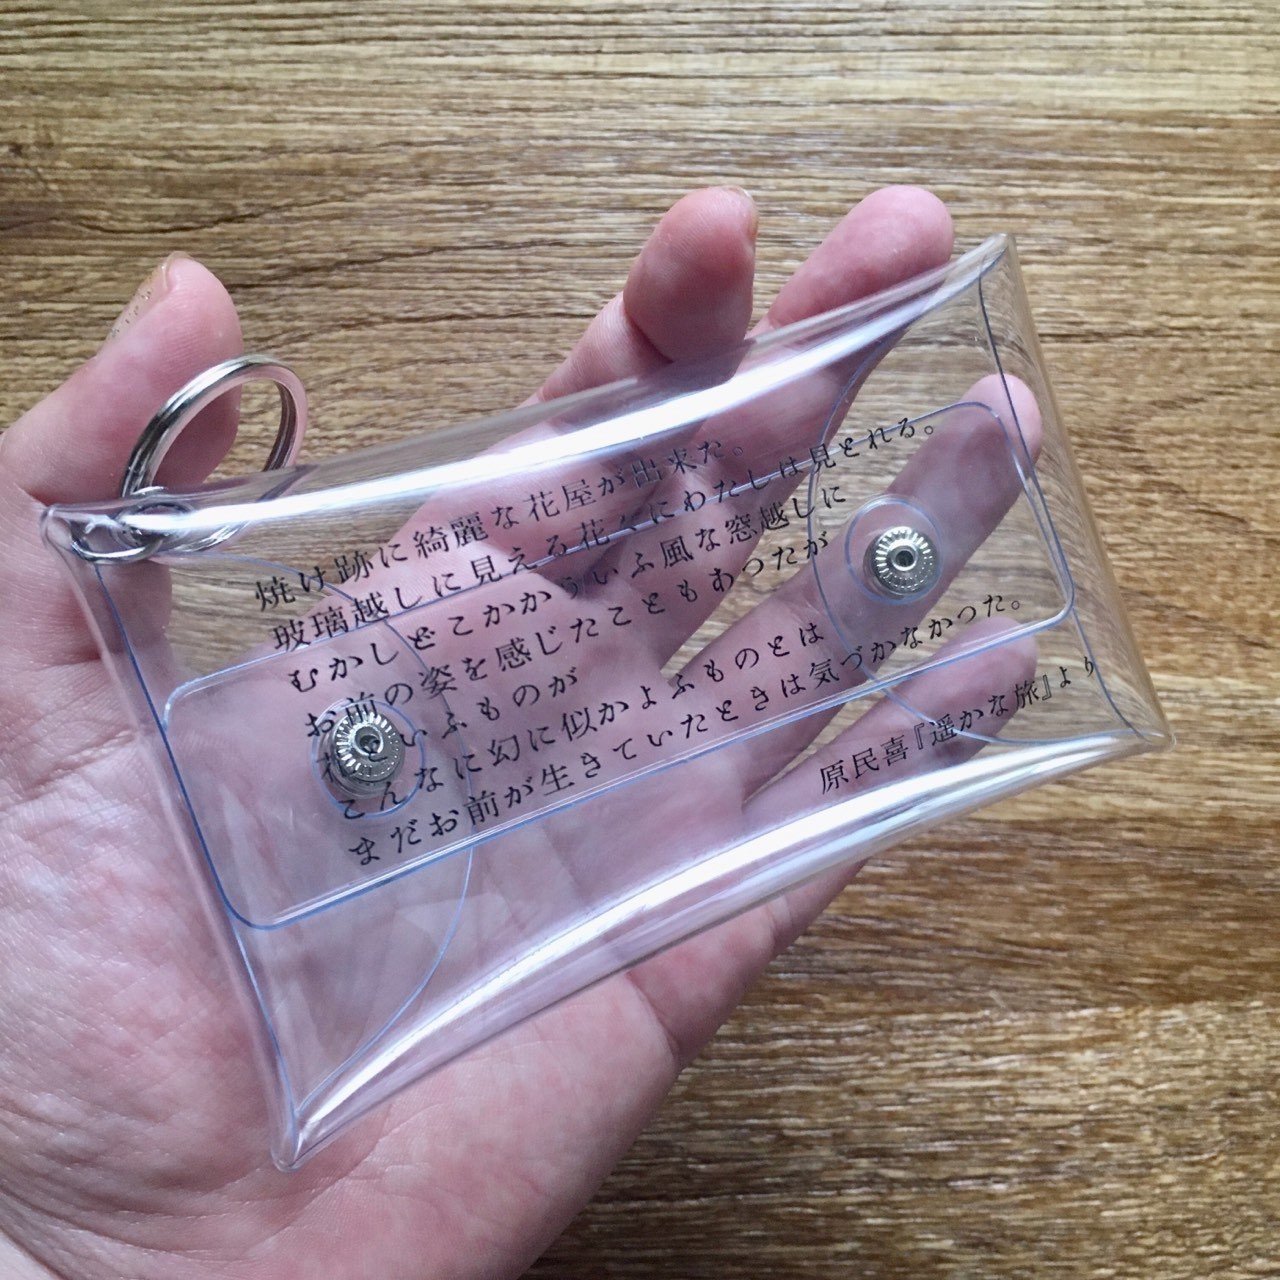 焼け跡に綺麗な花屋が出来た。
玻璃越しに見える花々にわたしは見とれる。
むかしどこかからいふ風な窓越しに
お前の姿を感じたこともあつたが
花といふものが
こんなに幻に似かよふものとは
まだお前が生きていたときは気づかなかつた。
原民喜『遥かな旅』より